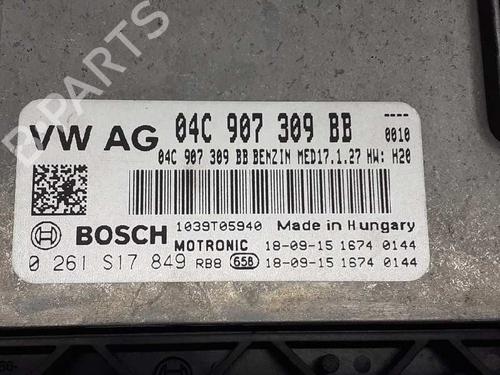 B-PARTS
VW AG 04C 907 309 BB ----
0010
04C 907 309 BB BENZIN MED17.1.27 HW: H20
1039T05940 Made in Hungary
BOSCH MOTRONIC 18-09-15 1674 0144
0 261 S17 849 RB8 658 18-09-15 1674 0144